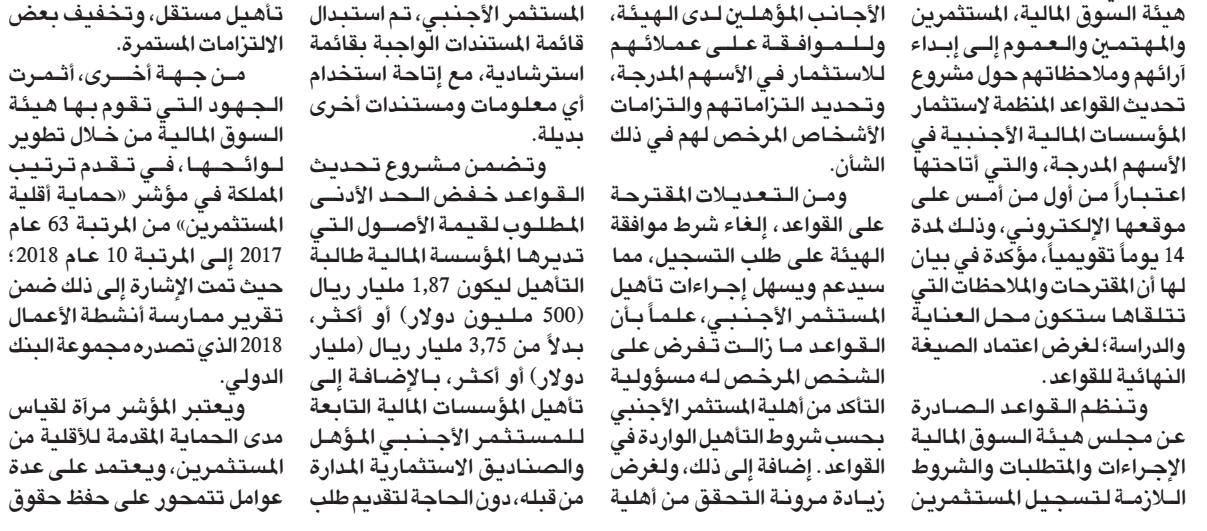 هيئة السوق المالية، المستثمرين
والمهتمين والعموم إلى إبداء
آرائهم وملاحظاتهم حول مشروع
تحديث القواعد المنظمة لاستثمار
المؤسسات المالية الأجنبية في
الأسهم المدرجة، والتي أتاحتها
اعتباراً من أول من أمس على
موقعها الإلكتروني، وذلك لمدة
14 يوماً تقويمياً، مؤكدة في بيان
لها أن المقترحات والملاحظات التي
تتلقاها ستكون محل العناية
والدراسة؛ لغرض اعتماد الصيغة
النهائية للقواعد.
وتنظم القواعد الصادرة
عن مجلس هيئة السوق المالية
الإجراءات والمتطلبات والشروط
اللازمة لتسجيل المستثمرين
الأجانب المؤهلين لدى الهيئة،
وللموافقة على عملائهم
للاستثمار في الأسهم المدرجة،
وتحديد التزاماتهم والتزامات
الأشخاص المرخص لهم في ذلك
الشأن.
ومن التعديلات المقترحة
على القواعد، إلغاء شرط موافقة
الهيئة على طلب التسجيل، مما
سيدعم ويسهل إجراءات تأهيل
المستثمر الأجنبي، علماً بأن
القواعد ما زالت تفرض على
الشخص المرخص له مسؤولية
التأكد من أهلية المستثمر الأجنبي
بحسب شروط التأهيل الواردة في
القواعد. إضافة إلى ذلك، ولغرض
زيادة مرونة التحقق من أهلية
المستثمر الأجنبي، تم استبدال
قائمة المستندات الواجبة بقائمة
استرشادية، مع إتاحة استخدام
أي معلومات ومستندات أخرى
بديلة.
وتضمن مشروع تحديث
القواعد خفض الحد الأدنى
المطلوب لقيمة الأصول التي
تديرها المؤسسة المالية طالبة
التأهيل ليكون 1,87 مليار ريال
(500 مليون دولار) أو أكثر،
بدلاً من 3,75 مليار ريال (مليار
دولار) أو أكثر، بالإضافة إلى
تأهيل المؤسسات المالية التابعة
للمستثمر الأجنبي المؤهل
والصناديق الاستثمارية المدارة
من قبله، دون الحاجة لتقديم طلب
تأهيل مستقل، وتخفيف بعض
الالتزامات المستمرة.
من جهة أخرى، أثمرت
الجهود التي تقوم بها هيئة
السوق المالية من خلال تطوير
لوائحها، في تقدم ترتيب
المملكة في مؤشر «حماية أقلية
المستثمرين» من المرتبة 63 عام
2017 إلى المرتبة 10 عام 2018؛
حيث تمت الإشارة إلى ذلك ضمن
تقرير ممارسة أنشطة الأعمال
2018 الذي تصدره مجموعة البنك
الدولي.
ويعتبر المؤشر مرآة لقياس
مدى الحماية المقدمة للأقلية من
المستثمرين، ويعتمد على عدة
عوامل تتمحور على حفظ حقوق